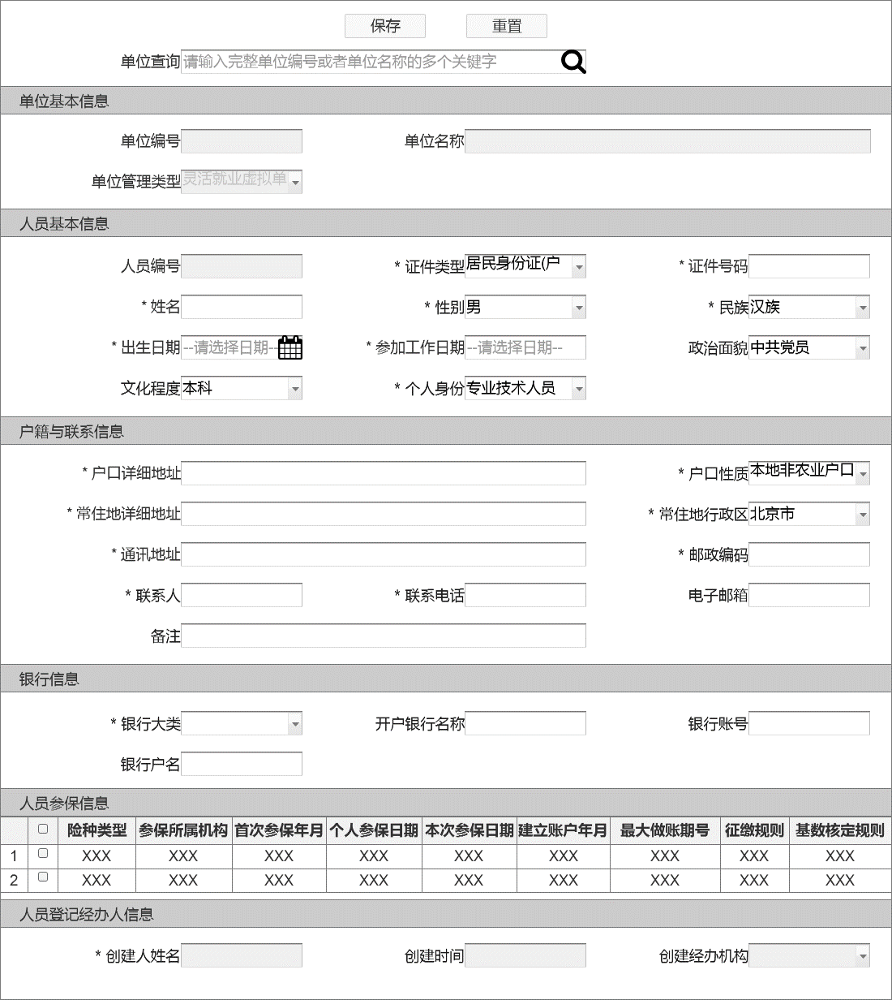 保存 重置
单位查询 请输入完整单位编号或者单位名称的多个关键字
单位基本信息
单位编号 单位名称
单位管理类型 灵活就业虚拟单
人员基本信息
人员编号 * 证件类型 居民身份证(户 * 证件号码
* 姓名 * 性别 男 * 民族 汉族
* 出生日期 --请选择日期-- * 参加工作日期 --请选择日期-- 政治面貌 中共党员
文化程度 本科 * 个人身份 专业技术人员
户籍与联系信息
* 户口详细地址 * 户口性质 本地非农业户口
* 常住地详细地址 * 常住地行政区 北京市
* 通讯地址 * 邮政编码
* 联系人 * 联系电话 电子邮箱
备注
银行信息
* 银行大类 开户银行名称 银行账号
银行户名
人员参保信息
险种类型 参保所属机构 首次参保年月 个人参保日期 本次参保日期 建立账户年月 最大做账期号 征缴规则 基数核定规则
1 XXX XXX XXX XXX XXX XXX XXX XXX XXX
2 XXX XXX XXX XXX XXX XXX XXX XXX XXX
人员登记经办人信息
* 创建人姓名 创建时间 创建经办机构